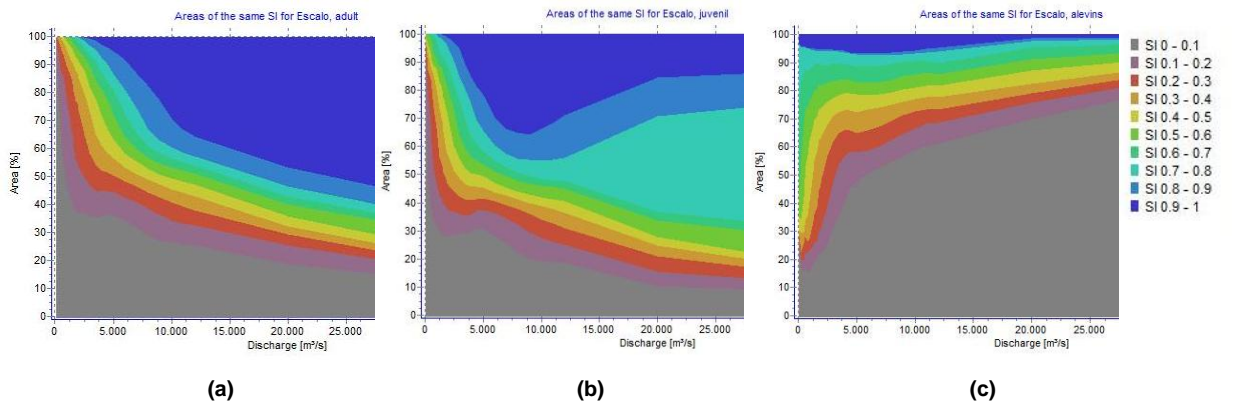 Areas of the same SI for Escalo, adult
100
90
80
70
60
50
40
30
20
10
0
Area [%]
0 5.000 10.000 15.000 20.000 25.000
Discharge [m³/s]
(a)
Areas of the same SI for Escalo, juvenil
100
90
80
70
60
50
40
30
20
10
0
Area [%]
0 5.000 10.000 15.000 20.000 25.000
Discharge [m³/s]
(b)
Areas of the same SI for Escalo, alevins
100
90
80
70
60
50
40
30
20
10
0
Area [%]
0 5.000 10.000 15.000 20.000 25.000
Discharge [m³/s]
(c)
SI 0 - 0.1
SI 0.1 - 0.2
SI 0.2 - 0.3
SI 0.3 - 0.4
SI 0.4 - 0.5
SI 0.5 - 0.6
SI 0.6 - 0.7
SI 0.7 - 0.8
SI 0.8 - 0.9
SI 0.9 - 1